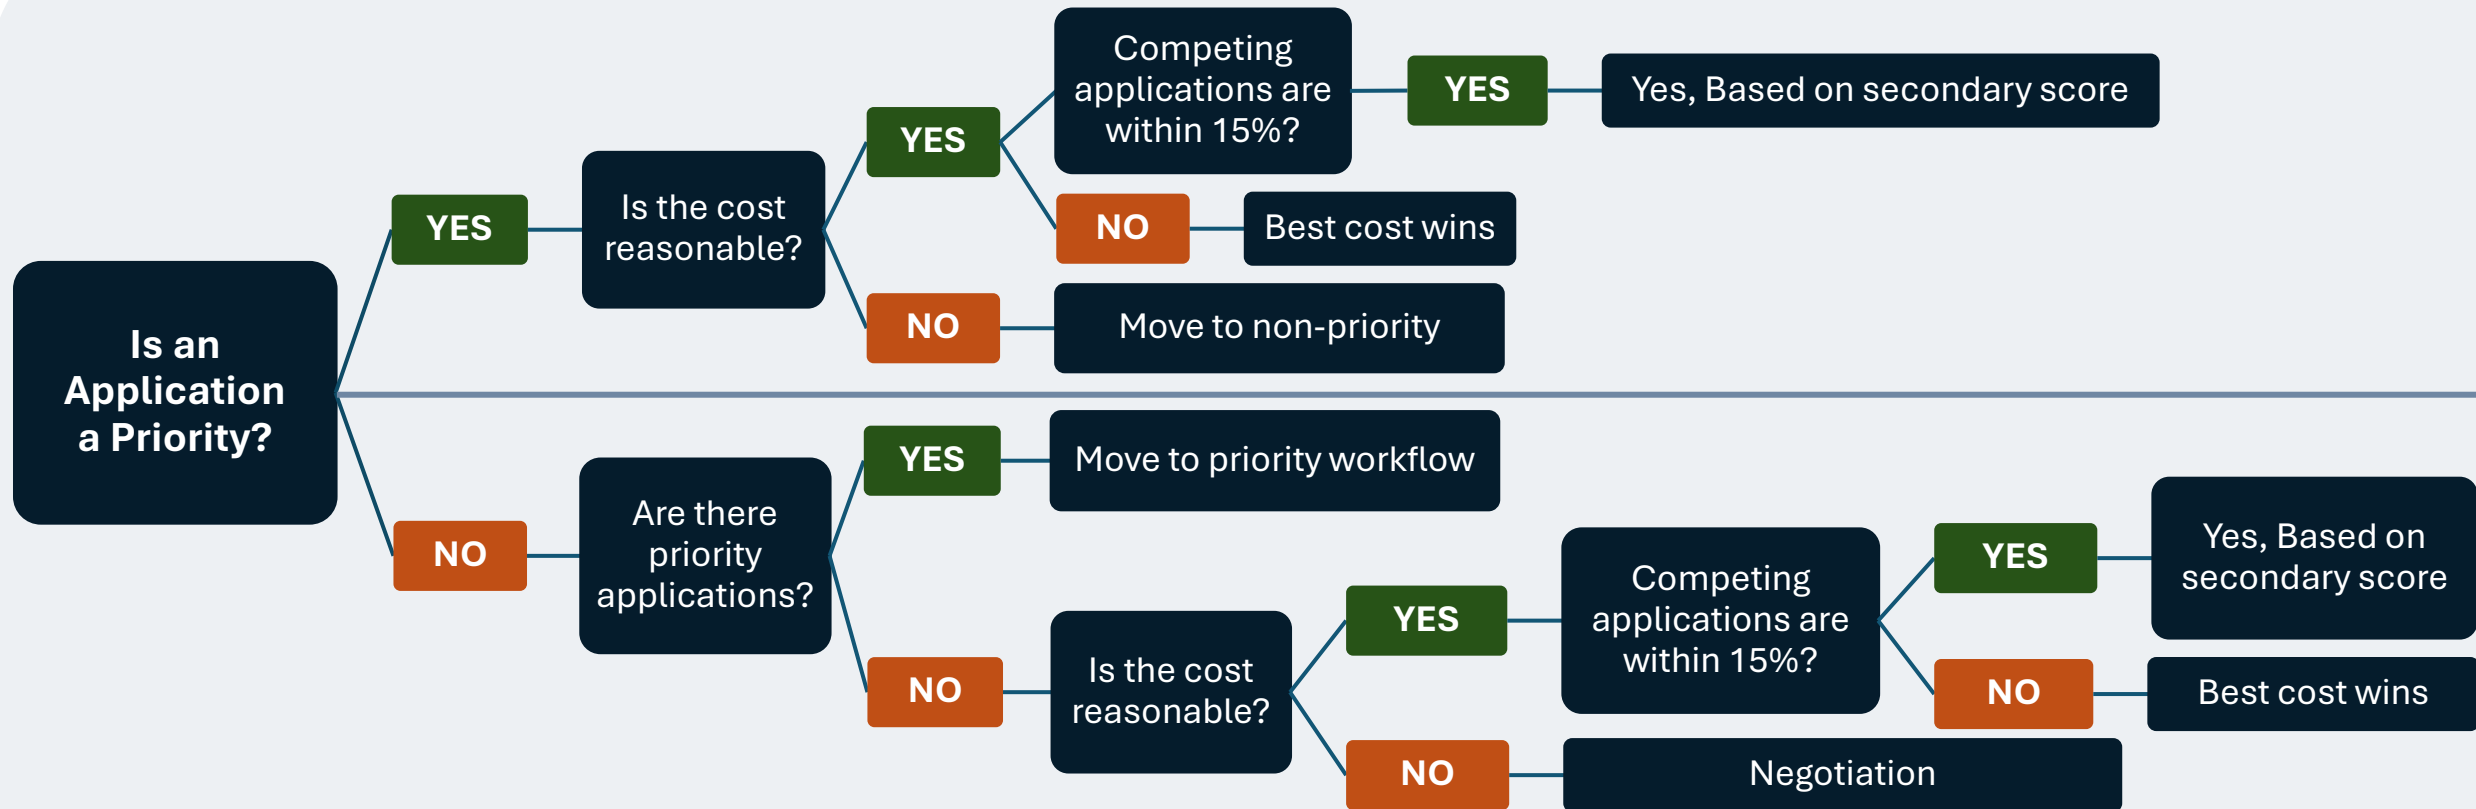 Is an
Application
a Priority?
YES
Is the cost
reasonable?
YES
Competing
applications are
within 15%?
YES
Yes, Based on secondary score
NO
Best cost wins
NO
Move to non-priority
NO
Are there
priority
applications?
YES
Move to priority workflow
NO
Is the cost
reasonable?
YES
Competing
applications are
within 15%?
YES
Yes, Based on
secondary score
NO
Best cost wins
NO
Negotiation